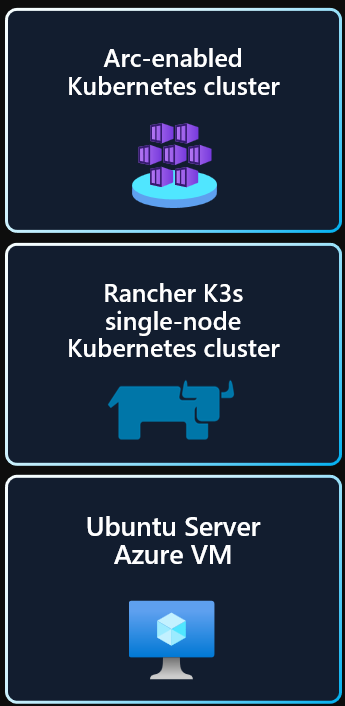 Arc-enabled
Kubernetes cluster
Rancher K3s
single-node
Kubernetes cluster
Ubuntu Server
Azure VM